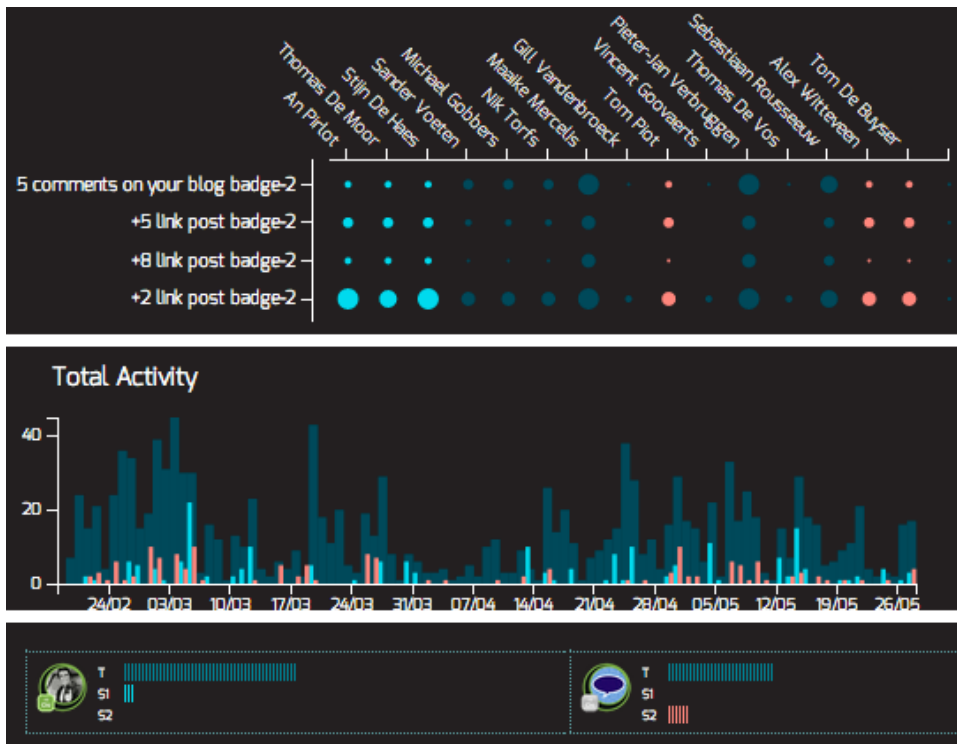 An Pirlot
Thomas De Moor
Stijn De Haes
Sander Voeten
Michael Gobbers
Nik Torfs
Maaike Mercelis
Gill Vandenbroeck
Tom Plot
Vincent Goovaerts
Pieter-Jan Verbruggen
Thomas De Vos
Sebastiaan Rousseeuw
Alex Witteveen
Tom De Buyser
5 comments on your blog badge-2
+5 link post badge-2
+8 link post badge-2
+2 link post badge-2
Total Activity
40
20
0
24/02 03/03 10/03 17/03 24/03 31/03 07/04 14/04 21/04 28/04 05/05 12/05 19/05 26/05
T T
S1 S1
S2 S2